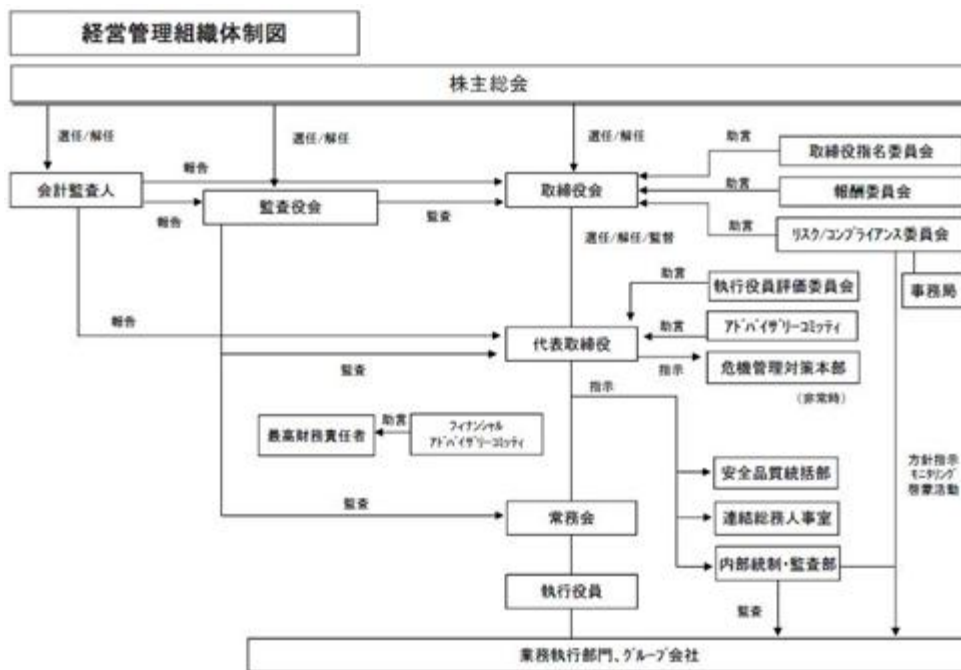 経営管理組織体制図
株主総会
選任/解任
選任/解任
選任/解任
助言
取締役指名委員会
会計監査人
報告
取締役会
助言
報酬委員会
報告
監査役会
監査
助言
リスク/コンプライアンス委員会
選任/解任/監督
事務局
助言
執行役員評価委員会
報告
代表取締役
助言
アドバイザリーコミッティ
監査
指示
危機管理対策本部
(非常時)
指示
最高財務責任者
助言
フィナンシャル
アドバイザリーコミッティ
安全品質統括部
方針指示
モニタリング
啓蒙活動
監査
常務会
連結総務人事室
内部統制・監査部
執行役員
監査
業務執行部門、グループ会社